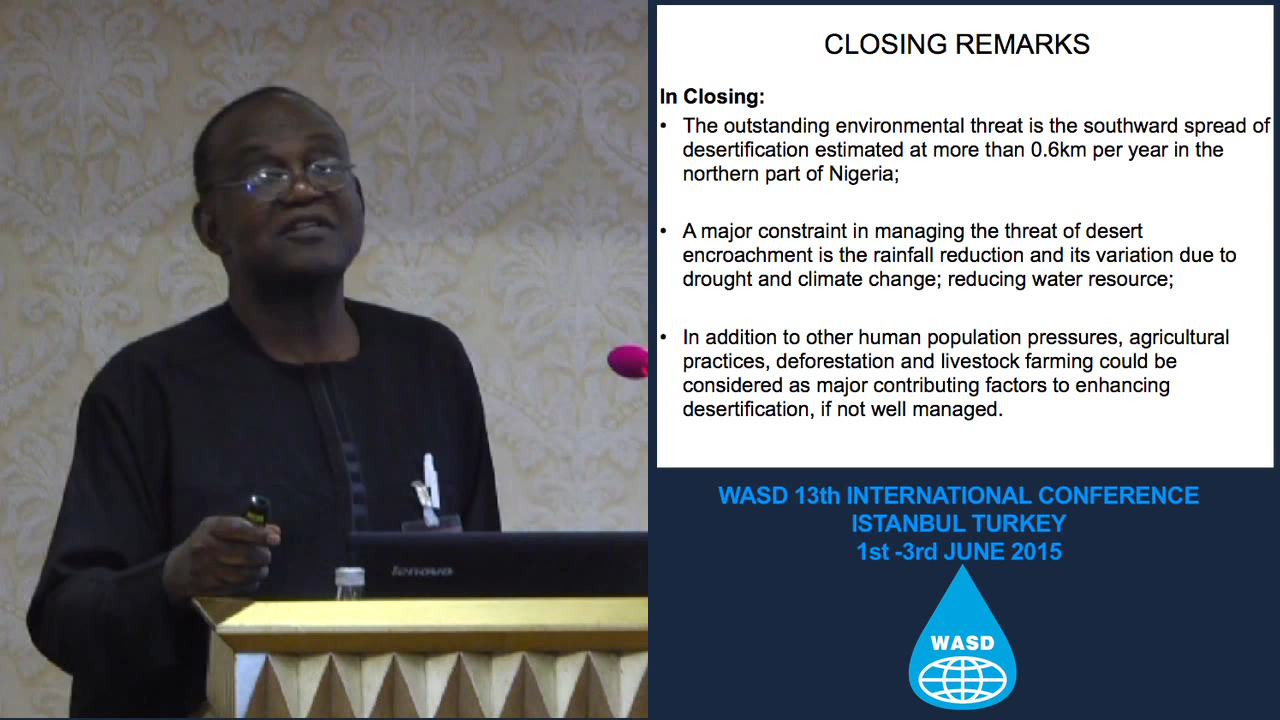 CLOSING REMARKS
In Closing:
• The outstanding environmental threat is the southward spread of
desertification estimated at more than 0.6km per year in the
northern part of Nigeria;
• A major constraint in managing the threat of desert
encroachment is the rainfall reduction and its variation due to
drought and climate change; reducing water resource;
• In addition to other human population pressures, agricultural
practices, deforestation and livestock farming could be
considered as major contributing factors to enhancing
desertification, if not well managed.
WASD 13th INTERNATIONAL CONFERENCE
ISTANBUL TURKEY
1st -3rd JUNE 2015
WASD
lenovo